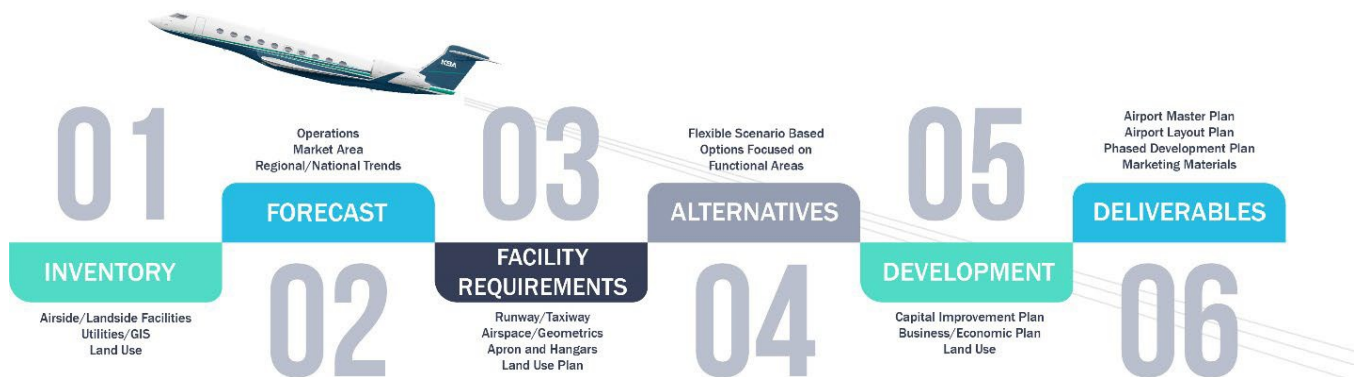 01
INVENTORY
Airside/Landside Facilities
Utilities/GIS
Land Use
Operations
Market Area
Regional/National Trends
FORECAST
02
03
FACILITY
REQUIREMENTS
Runway/Taxiway
Airspace/Geometrics
Apron and Hangars
Land Use Plan
Flexible Scenario Based
Options Focused on
Functional Areas
ALTERNATIVES
04
05
DEVELOPMENT
Capital Improvement Plan
Business/Economic Plan
Land Use
Airport Master Plan
Airport Layout Plan
Phased Development Plan
Marketing Materials
DELIVERABLES
06